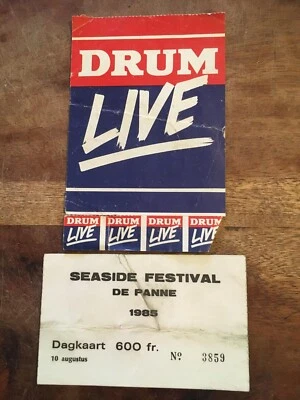 DRUM
LIVE
DRUM DRUM DRUM DRUM
LIVE LIVE LIVE LIVE
SEASIDE FESTIVAL
DE PANNE
1985
Dagkaart 600 fr.
10 augustus
Nº 3859